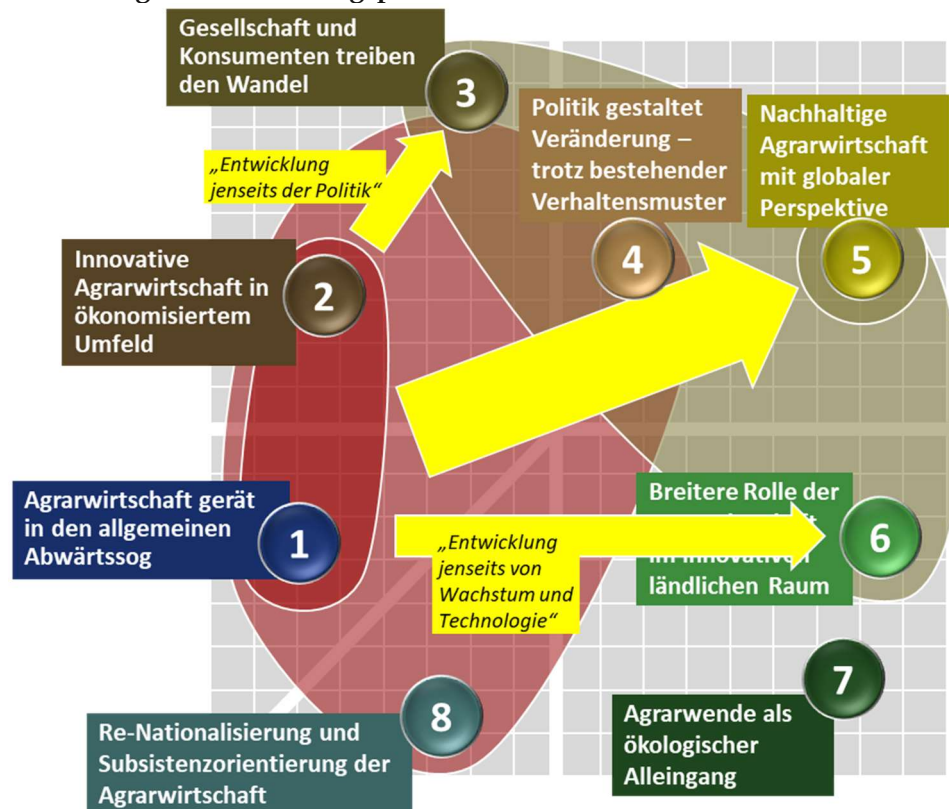 Gesellschaft und
Konsumenten treiben
den Wandel
3
Politik gestaltet
Veränderung –
trotz bestehender
Verhaltensmuster
4
Nachhaltige
Agrarwirtschaft
mit globaler
Perspektive
5
„Entwicklung
jenseits der Politik“
Innovative
Agrarwirtschaft in
ökonomisiertem
Umfeld
2
Agrarwirtschaft gerät
in den allgemeinen
Abwärtssog
1
„Entwicklung
jenseits von
Wachstum und
Technologie“
Breitere Rolle der
ländlichen Raum
6
7
Agrarwende als
ökologischer
Alleingang
8
Re-Nationalisierung und
Subsistenzorientierung der
Agrarwirtschaft